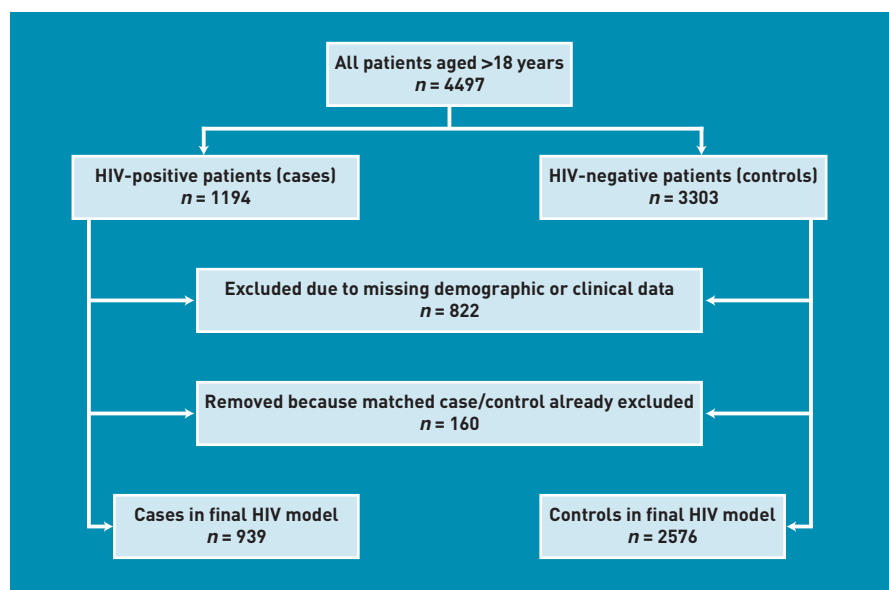 All patients aged >18 years
n = 4497
HIV-positive patients (cases)
n = 1194
HIV-negative patients (controls)
n = 3303
Excluded due to missing demographic or clinical data
n = 822
Removed because matched case/control already excluded
n = 160
Cases in final HIV model
n = 939
Controls in final HIV model
n = 2576